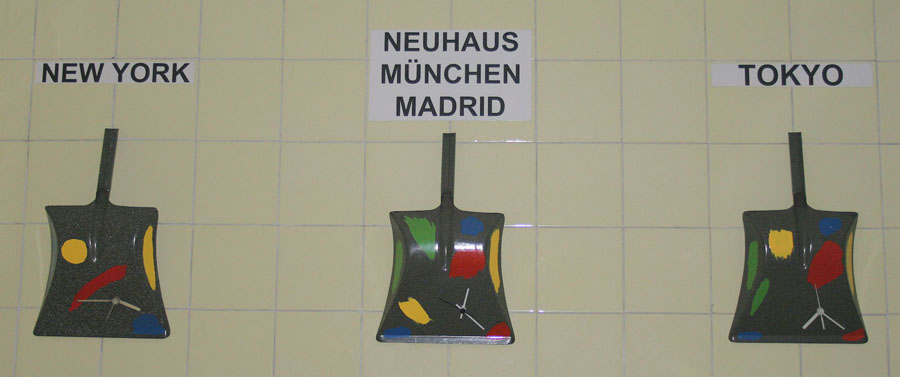 NEW YORK
NEUHAUS
MÜNCHEN
MADRID
TOKYO